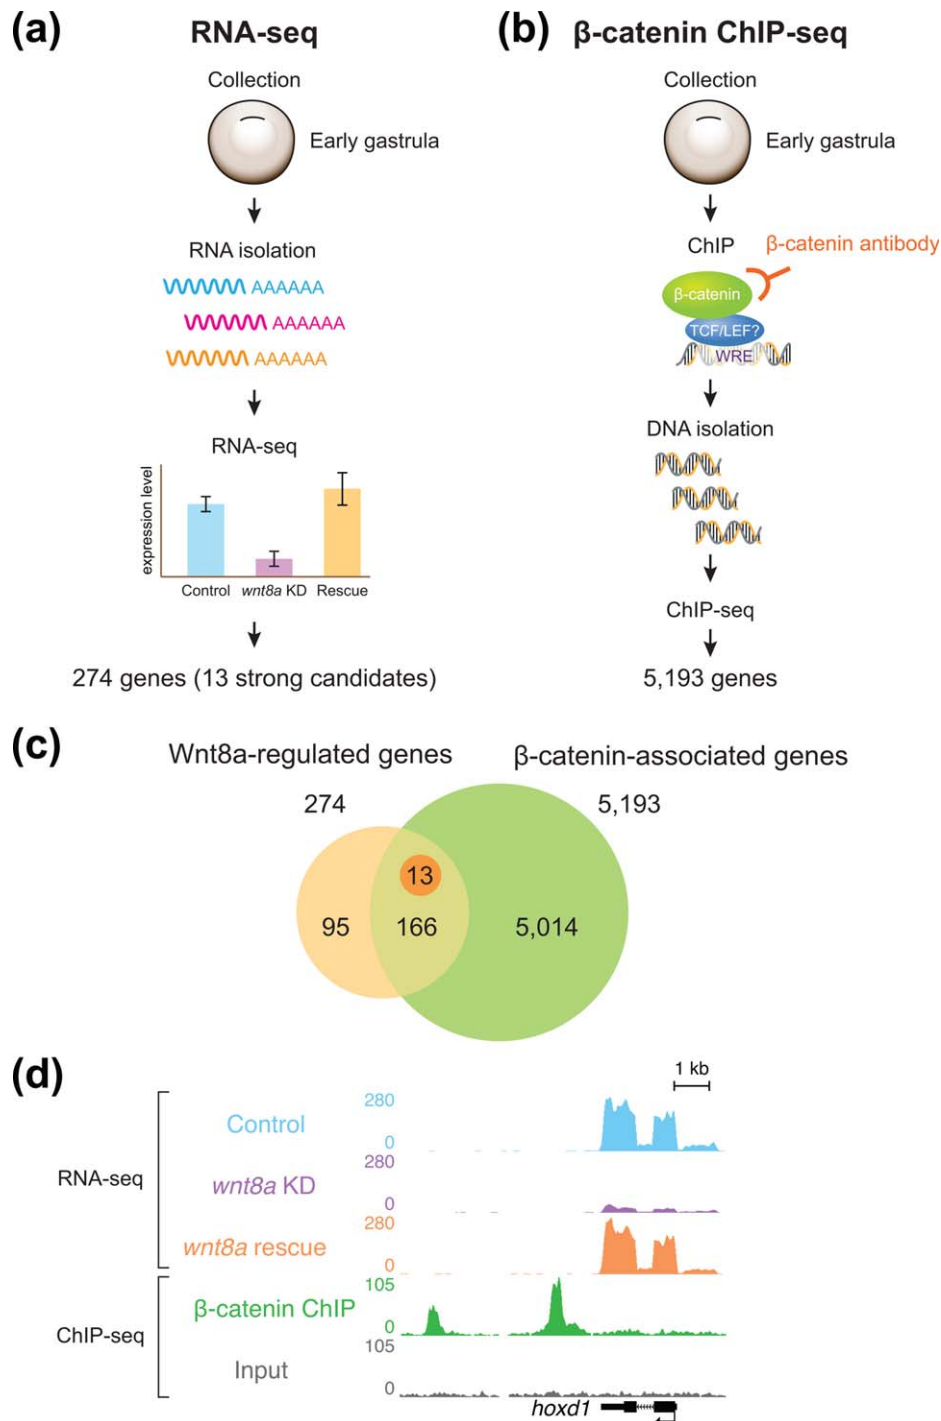 (a) RNA-seq
Collection
Early gastrula
RNA isolation
AAAAAA
AAAAAA
AAAAAA
RNA-seq
expression level
Control wnt8a KD Rescue
274 genes (13 strong candidates)
(b) β-catenin ChIP-seq
Collection
Early gastrula
ChIP
β-catenin antibody
β-catenin
TCF/LEF?
WRE
DNA isolation
ChIP-seq
5,193 genes
(c)
Wnt8a-regulated genes
β-catenin-associated genes
274
5,193
13
95
166
5,014
(d)
1 kb
RNA-seq
Control
280
0
wnt8a KD
280
0
wnt8a rescue
280
0
ChIP-seq
β-catenin ChIP
105
0
Input
105
0
hoxd1